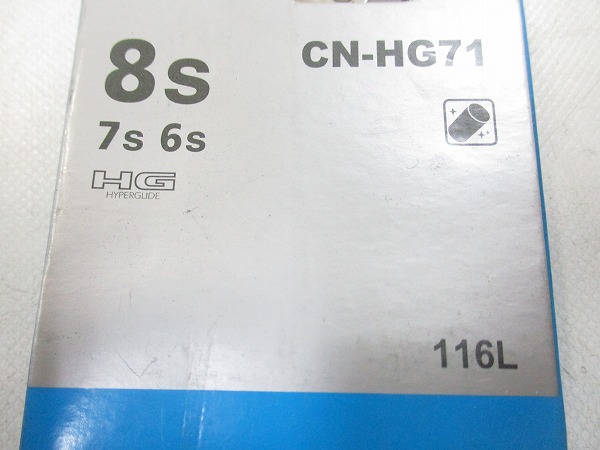 8s
CN-HG71
7s 6s
HG
HYPERGLIDE
116L